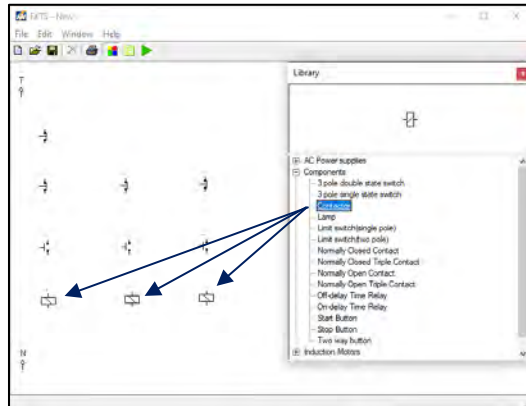 EKTS - New
File Edit Window Help
Library
T
AC Power supplies
Components
3 pole double state switch
3 pole single state switch
Contactor
Lamp
Limit switch(single pole)
Limit switch(two pole)
Normally Closed Contact
Normally Closed Triple Contact
Normally Open Contact
Normally Open Triple Contact
Off-delay Time Relay
On-delay Time Relay
Start Button
Stop Button
Two way button
Induction Motors
N